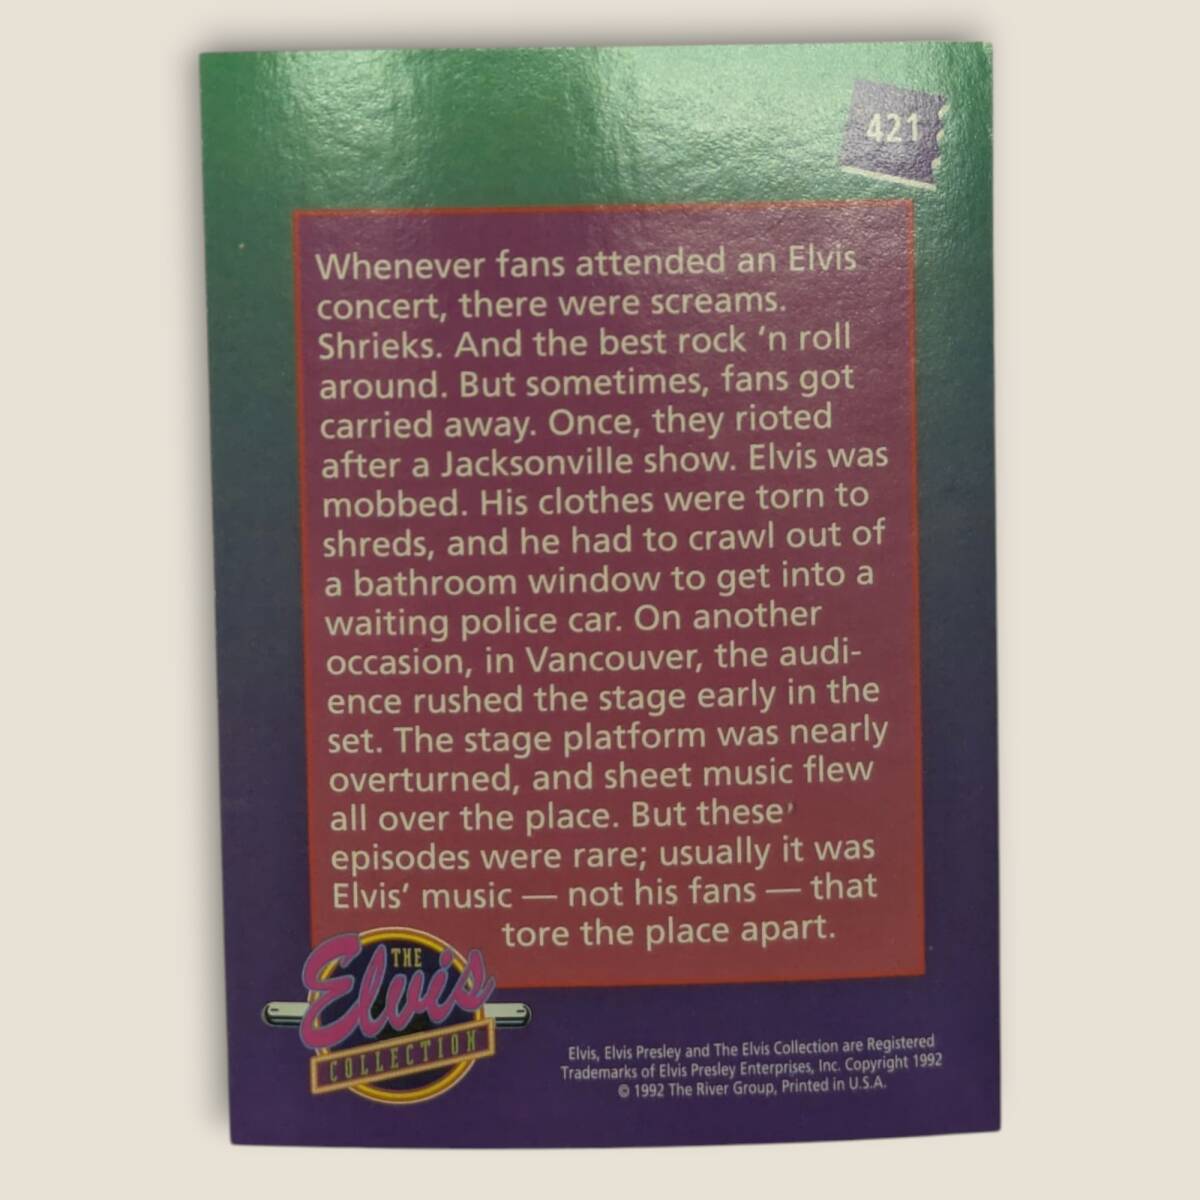 421
Whenever fans attended an Elvis
concert, there were screams.
Shrieks. And the best rock ‘n roll
around. But sometimes, fans got
carried away. Once, they rioted
after a Jacksonville show. Elvis was
mobbed. His clothes were torn to
shreds, and he had to crawl out of
a bathroom window to get into a
waiting police car. On another
occasion, in Vancouver, the audi-
ence rushed the stage early in the
set. The stage platform was nearly
overturned, and sheet music flew
all over the place. But these
episodes were rare; usually it was
Elvis’ music — not his fans — that
tore the place apart.
THE
Elvis
COLLECTION
Elvis, Elvis Presley and The Elvis Collection are Registered
Trademarks of Elvis Presley Enterprises, Inc. Copyright 1992
© 1992 The River Group, Printed in U.S.A.